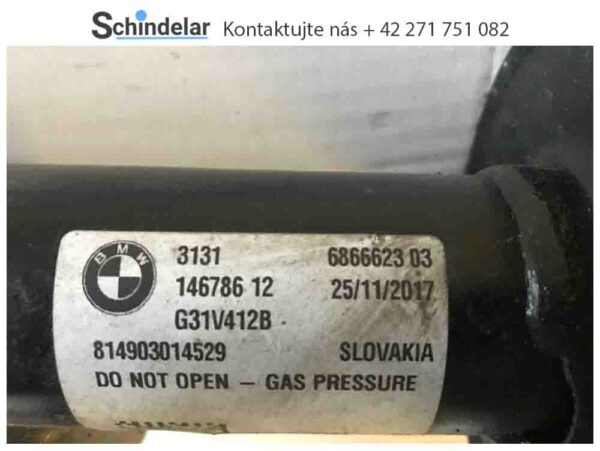 Schindelar Kontaktujte nás + 42 271 751 082
BMW
3131 6866623 03
146786 12 25/11/2017
G31V412B
814903014529 SLOVAKIA
DO NOT OPEN – GAS PRESSURE